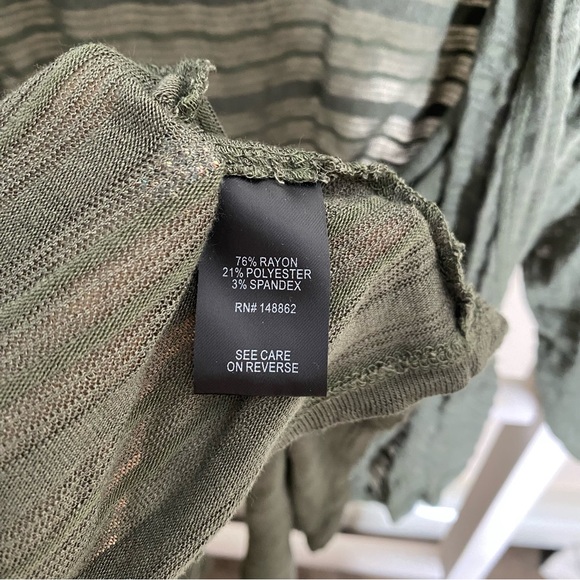 76% RAYON
21% POLYESTER
3% SPANDEX
RN# 148862
SEE CARE
ON REVERSE